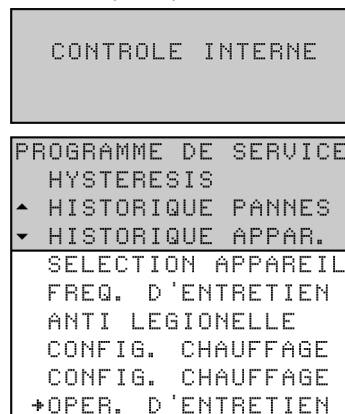 CONTROLE INTERNE
PROGRAMME DE SERVICE
HYSTERESIS
HISTORIQUE PANNES
HISTORIQUE APPAR.
SELECTION APPAREIL
FREQ. D'ENTRETIEN
ANTI LEGIONELLE
CONFIG. CHAUFFAGE
CONFIG. CHAUFFAGE
OPER. D'ENTRETIEN